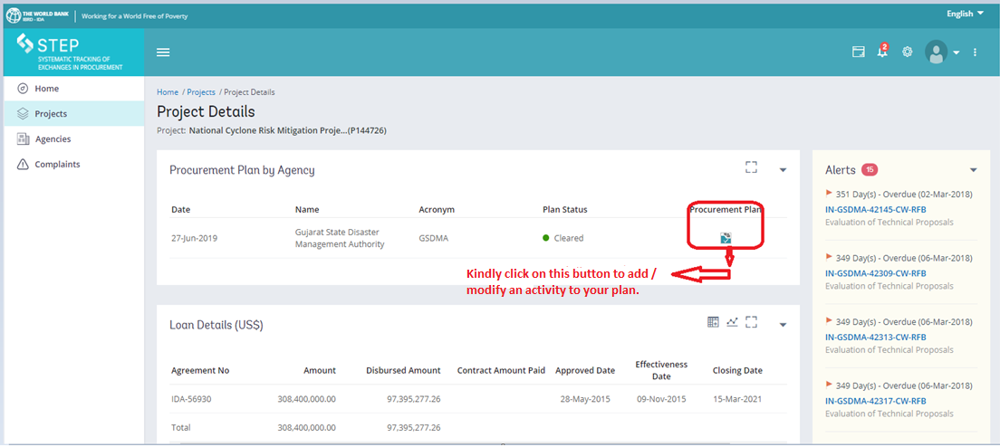 THE WORLD BANK
IBRD - IDA
Working for a World Free of Poverty
English
STEP
SYSTEMATIC TRACKING OF
EXCHANGES IN PROCUREMENT
2
Home
Projects
Agencies
Complaints
Home / Projects / Project Details
Project Details
Project: National Cyclone Risk Mitigation Proje...(P144726)
Procurement Plan by Agency
Date Name Acronym Plan Status Procurement Plan
27-Jun-2019 Gujarat State Disaster Management Authority GSDMA Cleared
Kindly click on this button to add /
modify an activity to your plan.
Loan Details (US$)
Agreement No Amount Disbursed Amount Contract Amount Paid Approved Date Effectiveness Date Closing Date
IDA-56930 308,400,000.00 97,395,277.26 28-May-2015 09-Nov-2015 15-Mar-2021
Total 308,400,000.00 97,395,277.26
Alerts 15
351 Day(s) - Overdue (02-Mar-2018)
IN-GSDMA-42145-CW-RFB
Evaluation of Technical Proposals
349 Day(s) - Overdue (06-Mar-2018)
IN-GSDMA-42309-CW-RFB
Evaluation of Technical Proposals
349 Day(s) - Overdue (06-Mar-2018)
IN-GSDMA-42313-CW-RFB
Evaluation of Technical Proposals
349 Day(s) - Overdue (06-Mar-2018)
IN-GSDMA-42317-CW-RFB
Evaluation of Technical Proposals